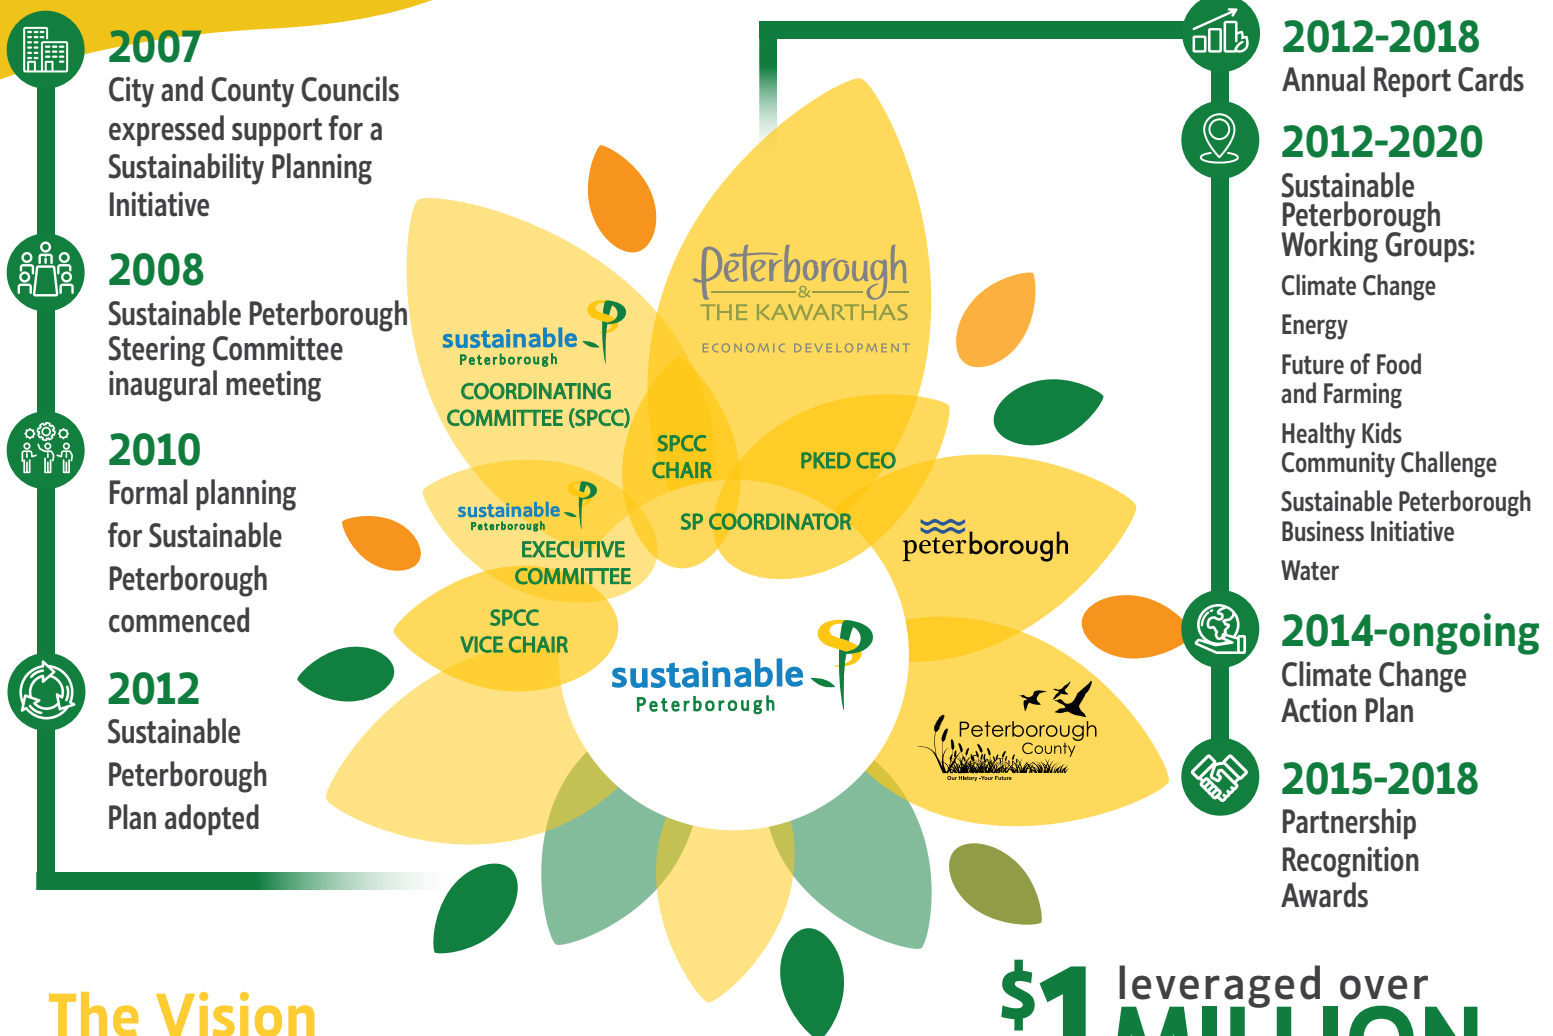 2007
City and County Councils
expressed support for a
Sustainability Planning
Initiative
2008
Sustainable Peterborough
Steering Committee
inaugural meeting
2010
Formal planning
for Sustainable
Peterborough
commenced
2012
Sustainable
Peterborough
Plan adopted
Peterborough
&
THE KAWARTHAS
ECONOMIC DEVELOPMENT
sustainable
Peterborough
COORDINATING
COMMITTEE (SPCC)
SPCC
CHAIR
PKED CEO
SP COORDINATOR
sustainable
Peterborough
EXECUTIVE
COMMITTEE
SPCC
VICE CHAIR
peterborough
sustainable
Peterborough
Peterborough
County
Our History - Your Future
2012-2018
Annual Report Cards
2012-2020
Sustainable
Peterborough
Working Groups:
Climate Change
Energy
Future of Food
and Farming
Healthy Kids
Community Challenge
Sustainable Peterborough
Business Initiative
Water
2014-ongoing
Climate Change
Action Plan
2015-2018
Partnership
Recognition
Awards
The Vision
leveraged over
$1 MILLION